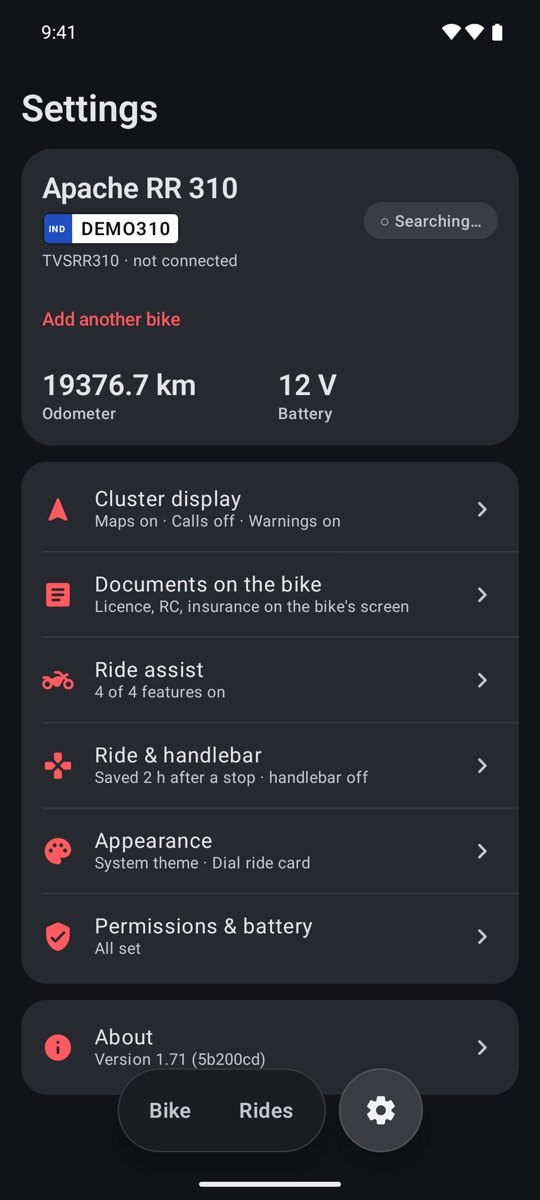 9:41
Settings
Apache RR 310
IND DEMO310
Searching…
TVSRR310 · not connected
Add another bike
19376.7 km
Odometer
12 V
Battery
Cluster display
Maps on · Calls off · Warnings on
Documents on the bike
Licence, RC, insurance on the bike's screen
Ride assist
4 of 4 features on
Ride & handlebar
Saved 2 h after a stop · handlebar off
Appearance
System theme · Dial ride card
Permissions & battery
All set
About
Version 1.71 (5b200cd)
Bike
Rides